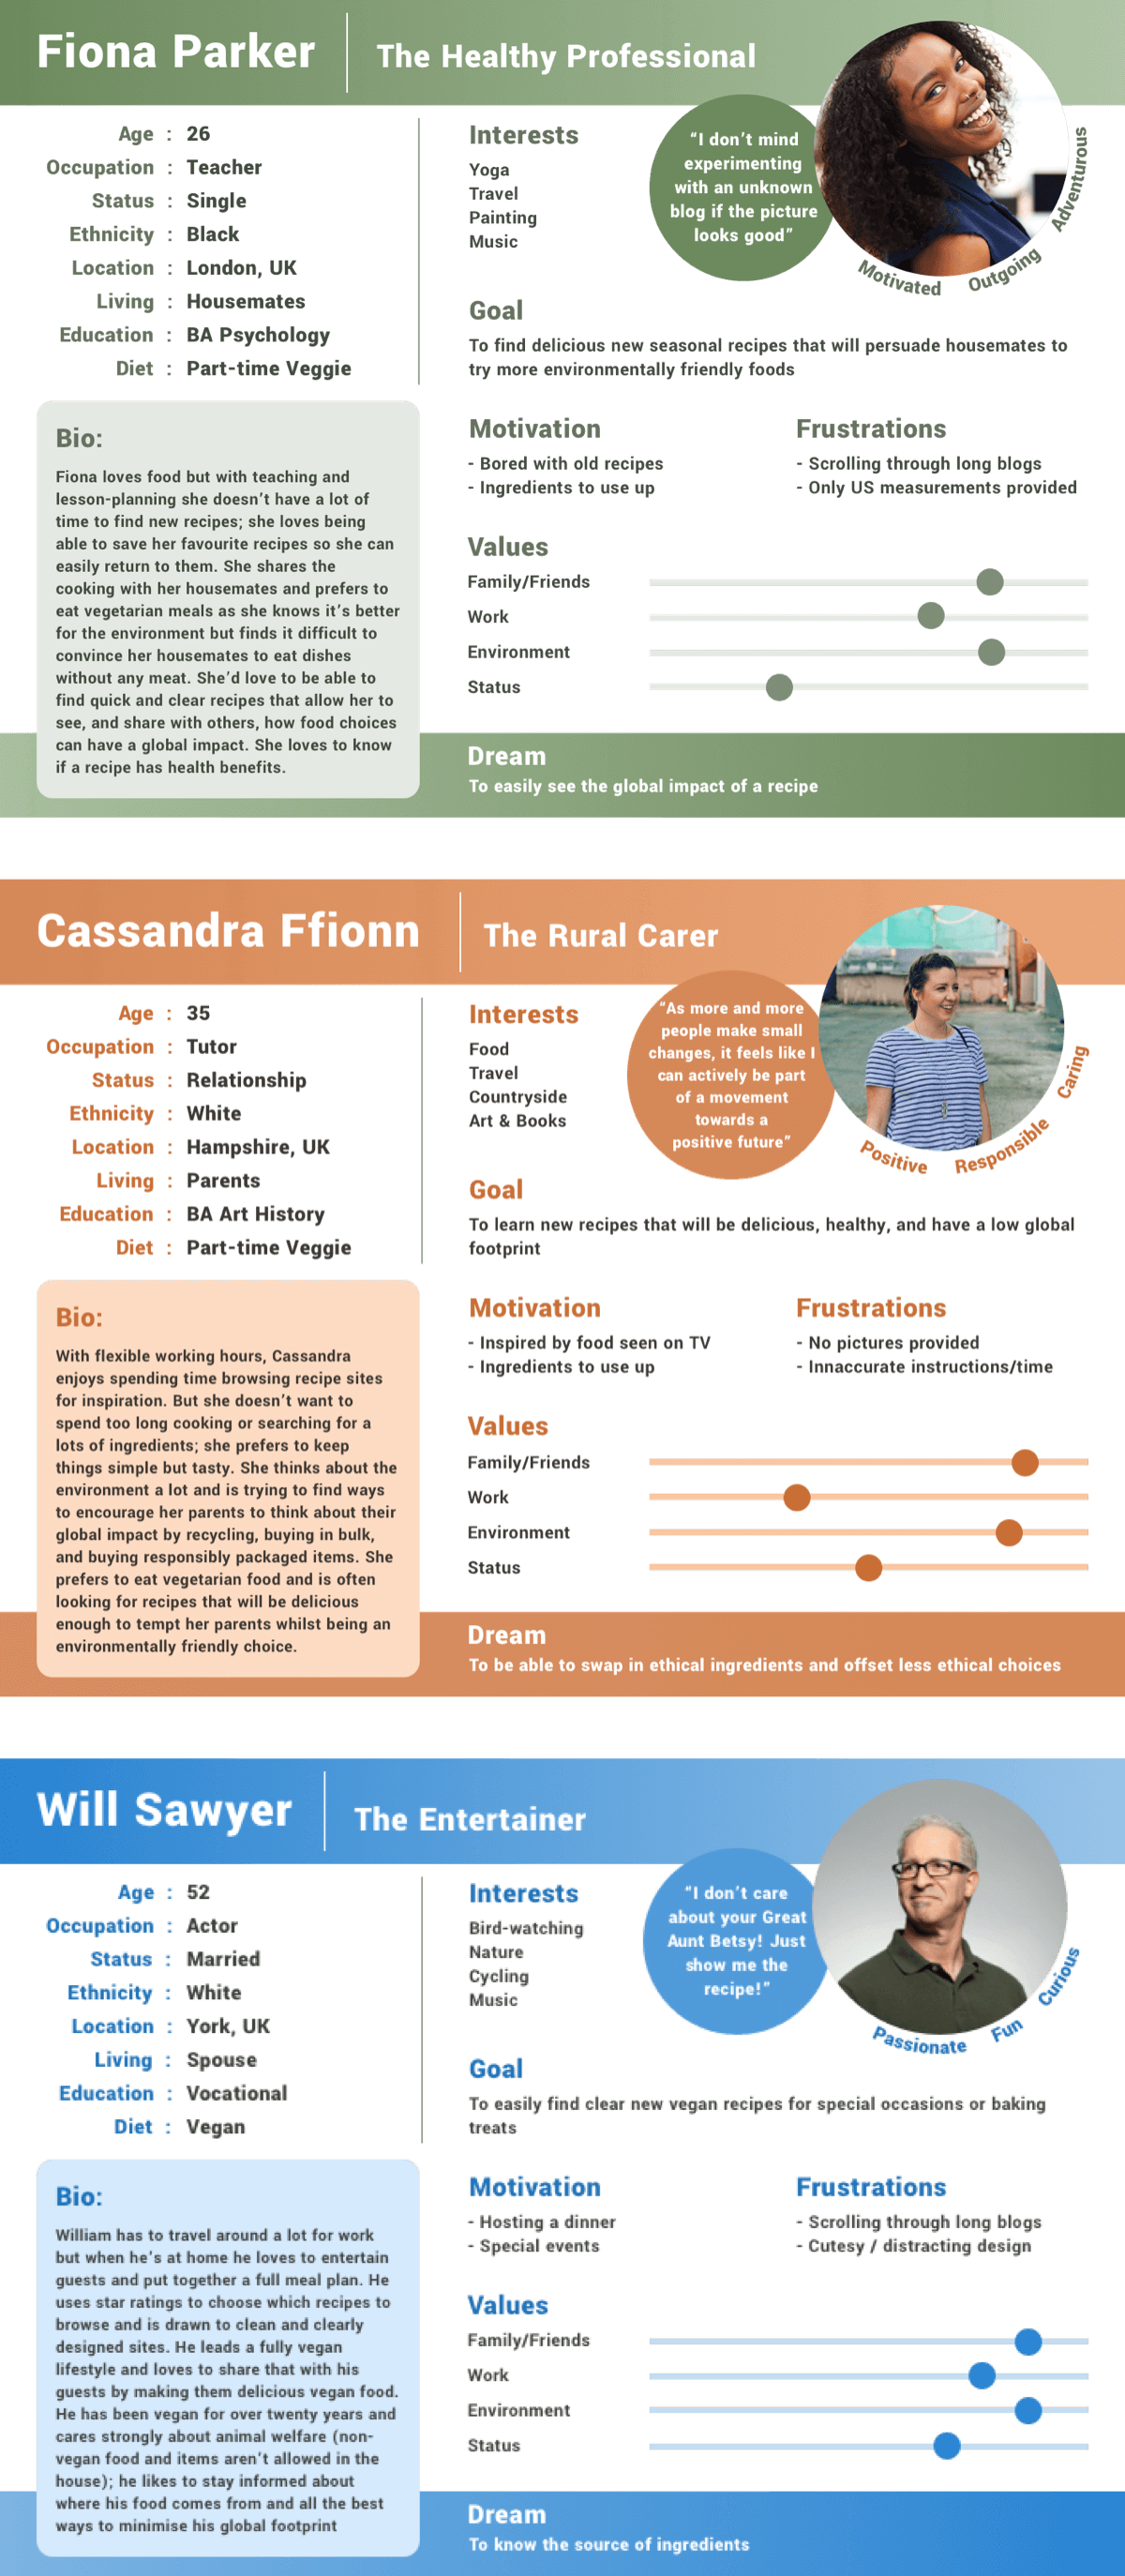 Fiona Parker
The Healthy Professional
Age : 26
Occupation : Teacher
Status : Single
Ethnicity : Black
Location : London, UK
Living : Housemates
Education : BA Psychology
Diet : Part-time Veggie
Interests
Yoga
Travel
Painting
Music
“I don’t mind
experimenting
with an unknown
blog if the picture
looks good”
Motivated
Outgoing
Adventurous
Goal
To find delicious new seasonal recipes that will persuade housemates to
try more environmentally friendly foods
Motivation
- Bored with old recipes
- Ingredients to use up
Frustrations
- Scrolling through long blogs
- Only US measurements provided
Bio:
Fiona loves food but with teaching and
lesson-planning she doesn’t have a lot of
time to find new recipes; she loves being
able to save her favourite recipes so she can
easily return to them. She shares the
cooking with her housemates and prefers to
eat vegetarian meals as she knows it’s better
for the environment but finds it difficult to
convince her housemates to eat dishes
without any meat. She’d love to be able to
find quick and clear recipes that allow her to
see, and share with others, how food choices
can have a global impact. She loves to know
if a recipe has health benefits.
Values
Family/Friends
Work
Environment
Status
Dream
To easily see the global impact of a recipe
Cassandra Ffionn
The Rural Carer
Age : 35
Occupation : Tutor
Status : Relationship
Ethnicity : White
Location : Hampshire, UK
Living : Parents
Education : BA Art History
Diet : Part-time Veggie
Interests
Food
Travel
Countryside
Art & Books
“As more and more
people make small
changes, it feels like I
can actively be part
of a movement
towards a
positive future”
Positive
Responsible
Caring
Goal
To learn new recipes that will be delicious, healthy, and have a low global
footprint
Motivation
- Inspired by food seen on TV
- Ingredients to use up
Frustrations
- No pictures provided
- Innaccurate instructions/time
Bio:
With flexible working hours, Cassandra
enjoys spending time browsing recipe sites
for inspiration. But she doesn’t want to
spend too long cooking or searching for a
lots of ingredients; she prefers to keep
things simple but tasty. She thinks about the
environment a lot and is trying to find ways
to encourage her parents to think about their
global impact by recycling, buying in bulk,
and buying responsibly packaged items. She
prefers to eat vegetarian food and is often
looking for recipes that will be delicious
enough to tempt her parents whilst being an
environmentally friendly choice.
Values
Family/Friends
Work
Environment
Status
Dream
To be able to swap in ethical ingredients and offset less ethical choices
Will Sawyer
The Entertainer
Age : 52
Occupation : Actor
Status : Married
Ethnicity : White
Location : York, UK
Living : Spouse
Education : Vocational
Diet : Vegan
Interests
Bird-watching
Nature
Cycling
Music
“I don’t care
about your Great
Aunt Betsy! Just
show me the
recipe!”
Passionate
Fun
Curious
Goal
To easily find clear new vegan recipes for special occasions or baking
treats
Motivation
- Hosting a dinner
- Special events
Frustrations
- Scrolling through long blogs
- Cutesy / distracting design
Bio:
William has to travel around a lot for work
but when he’s at home he loves to entertain
guests and put together a full meal plan. He
uses star ratings to choose which recipes to
browse and is drawn to clean and clearly
designed sites. He leads a fully vegan
lifestyle and loves to share that with his
guests by making them delicious vegan food.
He has been vegan for over twenty years and
cares strongly about animal welfare (non-
vegan food and items aren’t allowed in the
house); he likes to stay informed about
where his food comes from and all the best
ways to minimise his global footprint
Values
Family/Friends
Work
Environment
Status
Dream
To know the source of ingredients